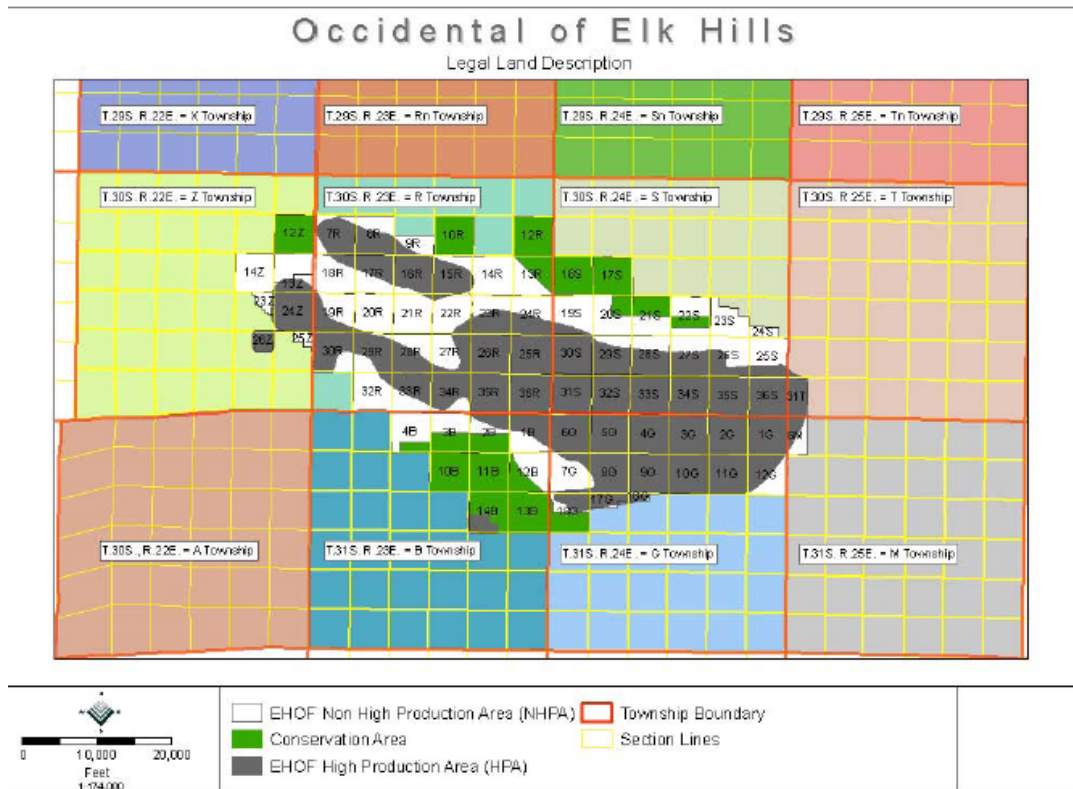 Occidental of Elk Hills
Legal Land Description
T.29S. R.22E. = X Township
T.29S. R.23E. = Rn Township
T.29S. R.24E. = Sn Township
T.29S. R.25E. = Tn Township
T.30S. R.22E. = Z Township
T.30S. R.23E. = R Township
T.30S. R.24E. = S Township
T.30S. R.25E. = T Township
12Z 7R 8R 9R 10R 12R
14Z 13Z 18R 17R 16R 15R 14R 13R 18S 17S
23Z 24Z 19R 20R 21R 22R 23R 24R 19S 20S 21S 22S 23S 24S
26Z 25Z 30R 29R 28R 27R 26R 25R 30S 29S 28S 27S 26S 25S
32R 33R 34R 35R 36R 31S 32S 33S 34S 35S 36S 31T
4B 3B 2B 1B 6G 5G 4G 3G 2G 1G 6M
10B 11B 12B 7G 8G 9G 10G 11G 12G
14B 13B 18G 17G
T.30S., R.22E. = A Township
T.31S. R.23E. = B Township
T.31S. R.24E. = G Township
T.31S. R.25E. = M Township
0 10,000 20,000
Feet
1:174,000
EHOF Non High Production Area (NHPA)
Conservation Area
EHOF High Production Area (HPA)
Township Boundary
Section Lines